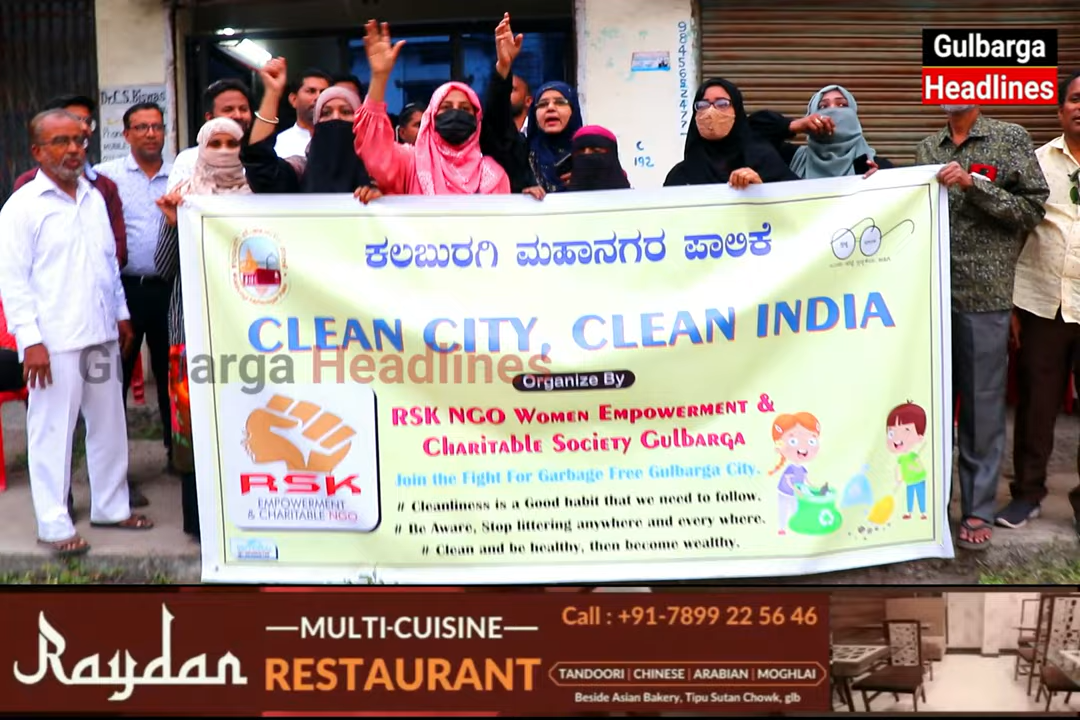 Gulbarga
Headlines
Dr. C. S. Biswas
9845652477
C
192
ಕಲಬುರಗಿ ಮಹಾನಗರ ಪಾಲಿಕೆ
CLEAN CITY, CLEAN INDIA
Gulbarga Headlines
Organize By
RSK NGO WOMEN EMPOWERMENT &
CHARITABLE SOCIETY GULBARGA
Join the Fight For Garbage Free Gulbarga City.
# Cleanliness is a Good habit that we need to follow.
# Be Aware, Stop littering anywhere and every where.
# Clean and be healthy, then become wealthy.
RSK
EMPOWERMENT
& CHARITABLE NGO
Raydan
MULTI-CUISINE
RESTAURANT
Call : +91-7899 22 56 46
TANDOORI | CHINESE | ARABIAN | MOGHLAI
Beside Asian Bakery, Tipu Sutan Chowk, glb